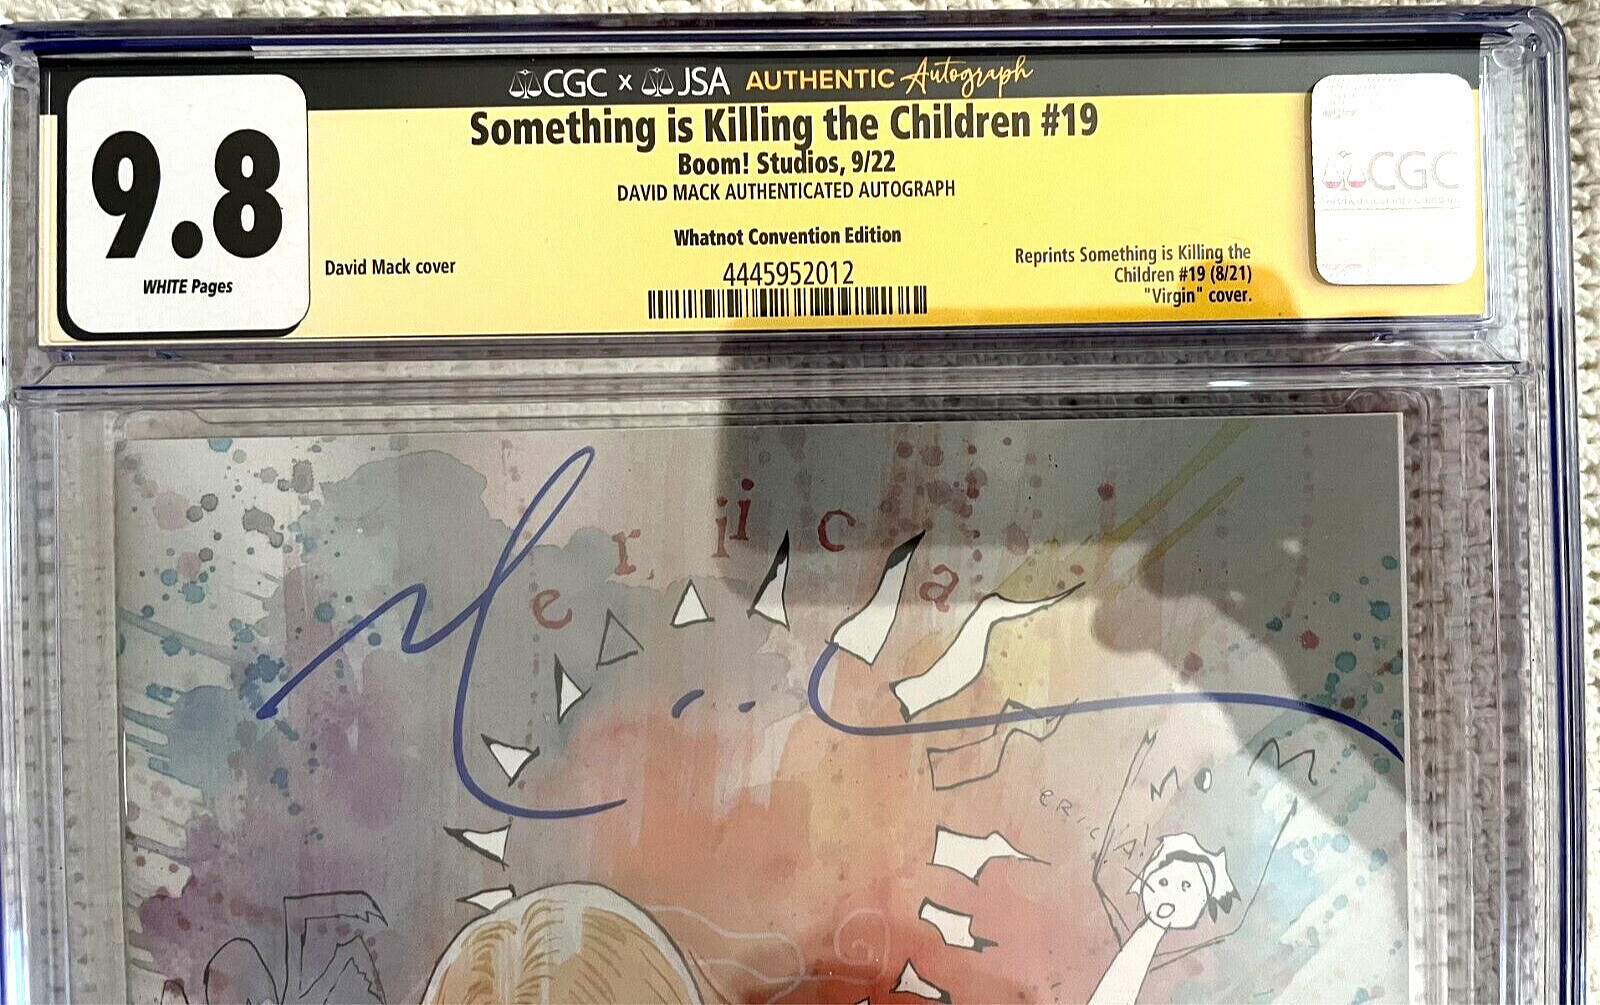 CGC x JSA AUTHENTIC Autograph
Something is Killing the Children #19
Boom! Studios, 9/22
DAVID MACK AUTHENTICATED AUTOGRAPH
9.8
WHITE Pages
David Mack cover
Whatnot Convention Edition
4445952012
Reprints Something is Killing the
Children #19 (8/21)
"Virgin" cover.
CGC
e r i c a
MOM
ERICA!